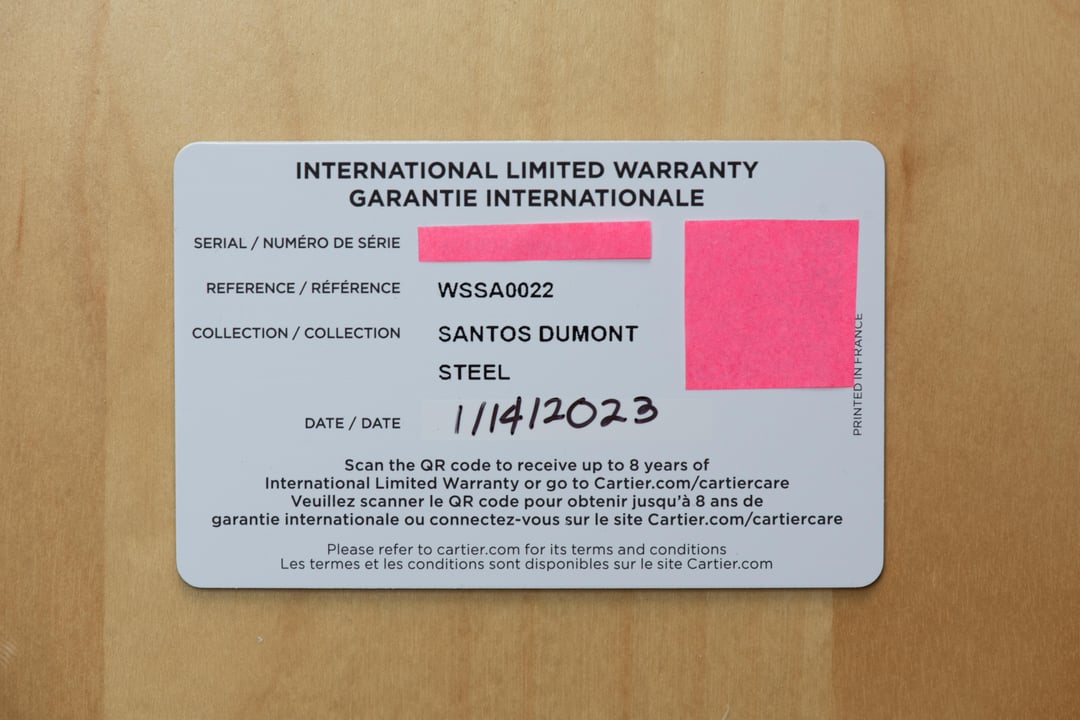 INTERNATIONAL LIMITED WARRANTY
GARANTIE INTERNATIONALE
SERIAL / NUMÉRO DE SÉRIE
REFERENCE / RÉFÉRENCE WSSA0022
COLLECTION / COLLECTION SANTOS DUMONT
STEEL
DATE / DATE 1/14/2023
PRINTED IN FRANCE
Scan the QR code to receive up to 8 years of
International Limited Warranty or go to Cartier.com/cartiercare
Veuillez scanner le QR code pour obtenir jusqu'à 8 ans de
garantie internationale ou connectez-vous sur le site Cartier.com/cartiercare
Please refer to cartier.com for its terms and conditions
Les termes et les conditions sont disponibles sur le site Cartier.com